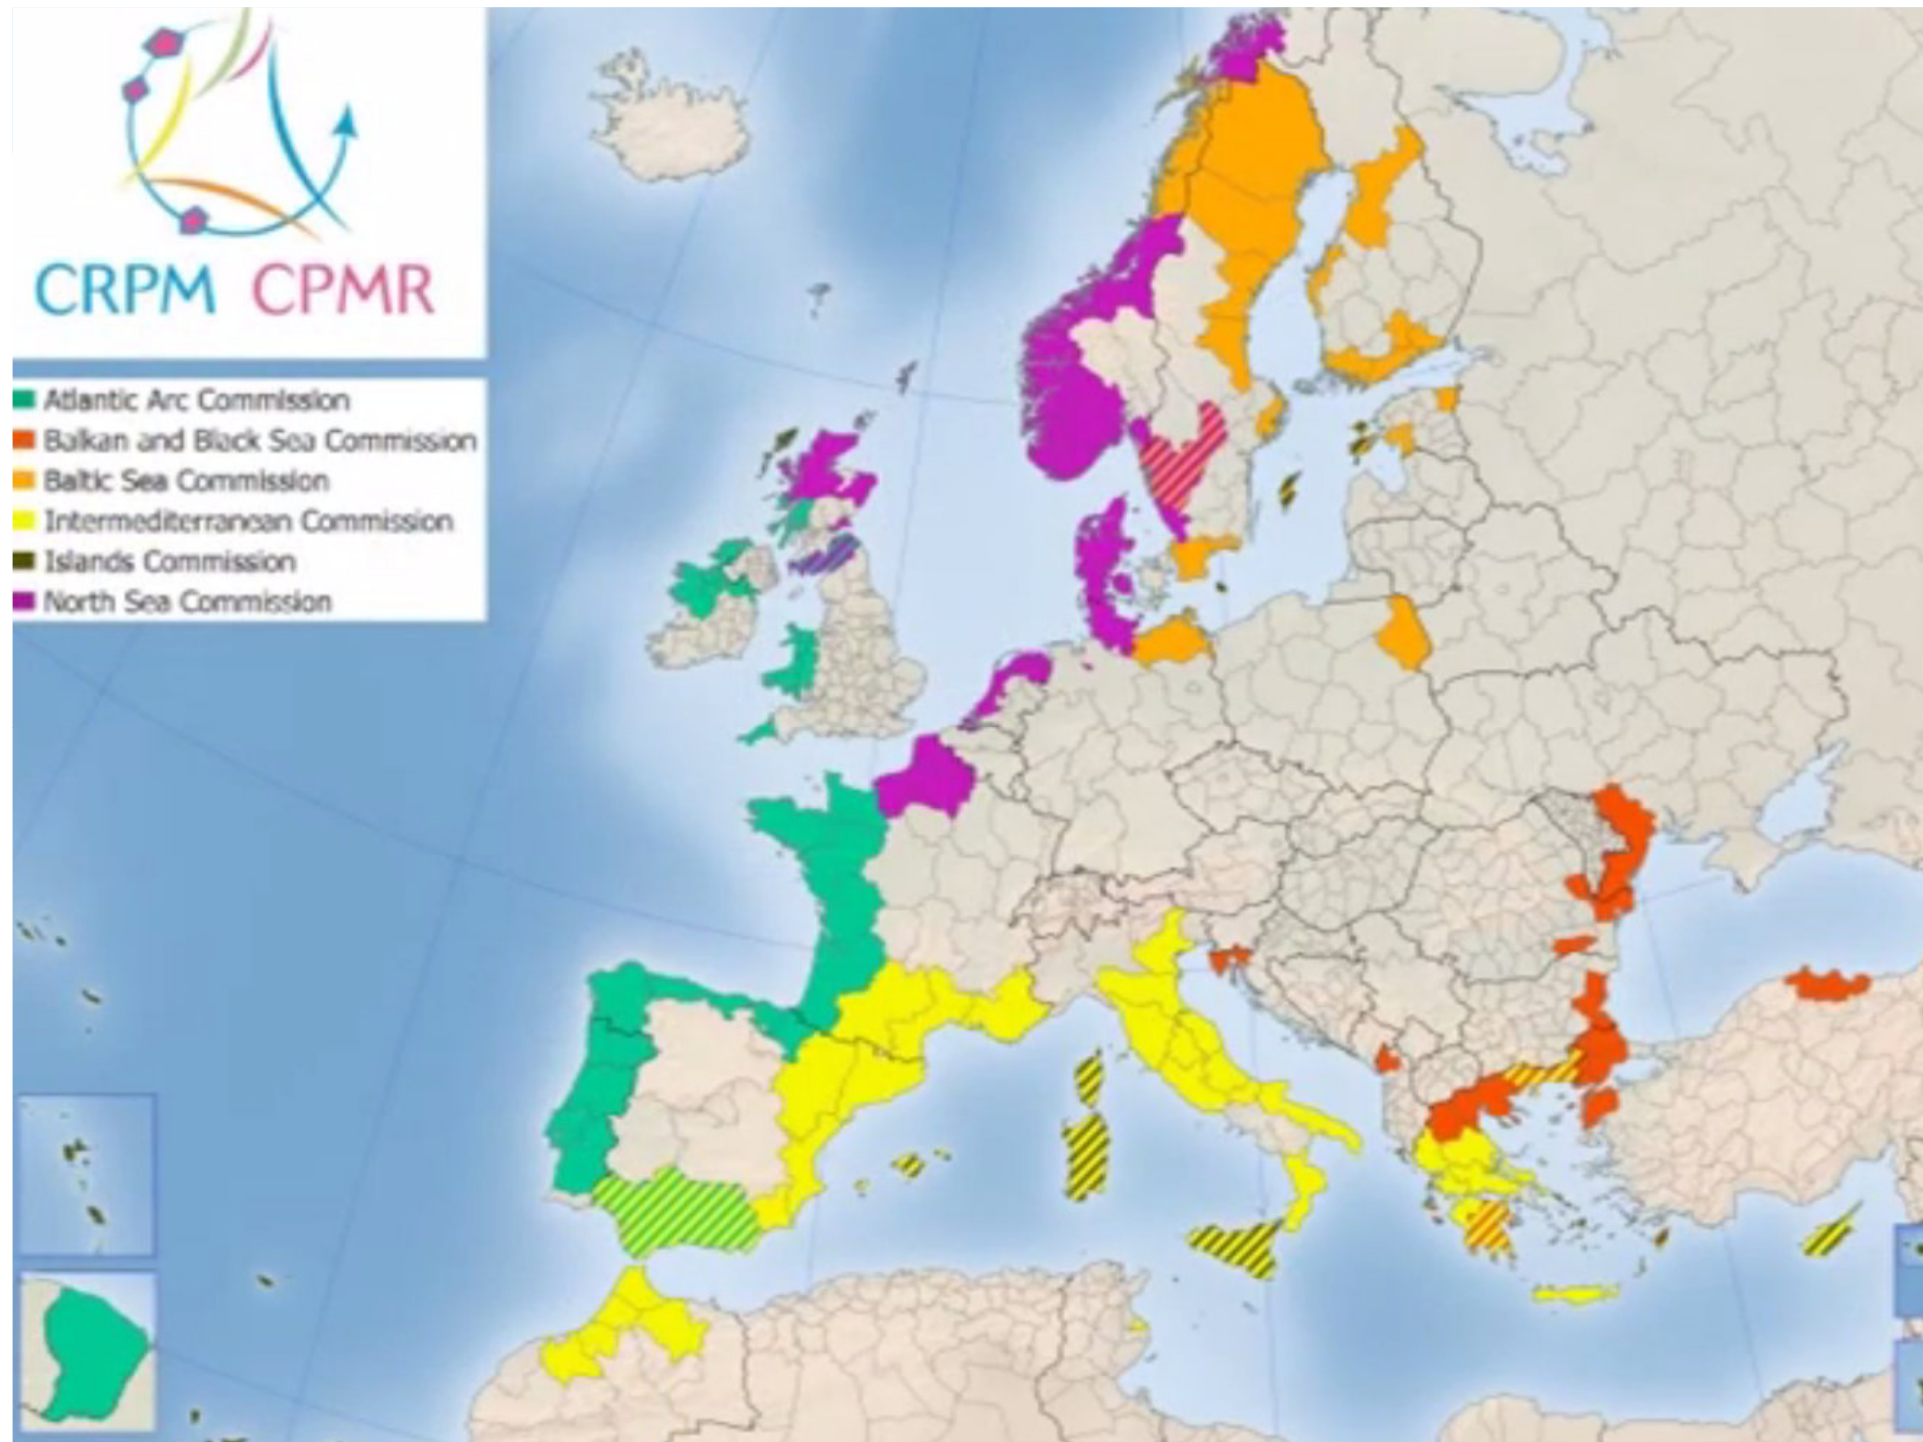 CRPM CPMR
Atlantic Arc Commission
Balkan and Black Sea Commission
Baltic Sea Commission
Intermediterranean Commission
Islands Commission
North Sea Commission